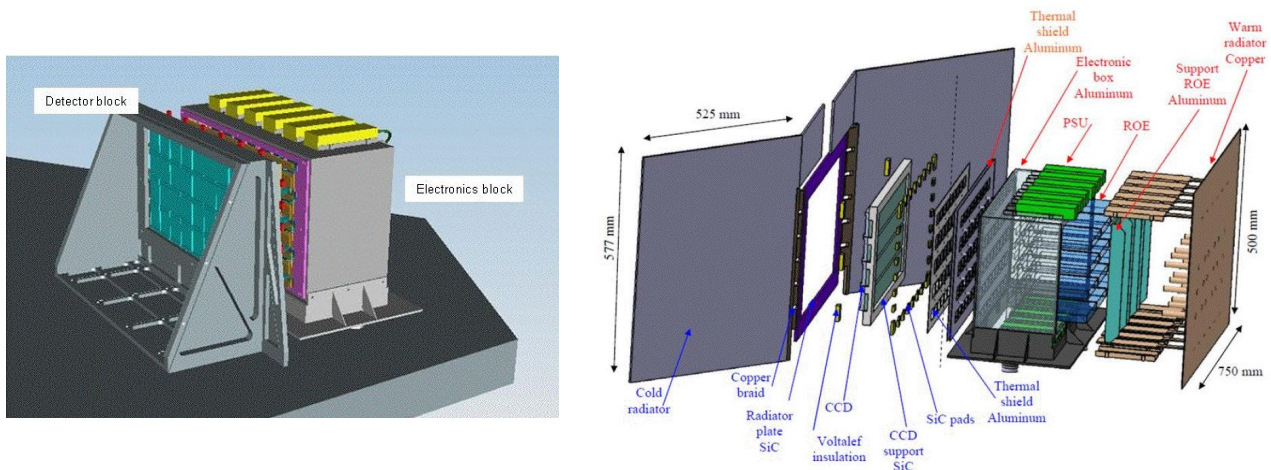 Detector block
Electronics block
Thermal
shield
Aluminum
Electronic
box
Aluminum
PSU
ROE
Support
ROE
Aluminum
Warm
radiator
Copper
525 mm
577 mm
500 mm
750 mm
Cold
radiator
Copper
braid
Radiator
plate
SiC
Voltalef
insulation
CCD
CCD
support
SiC
SiC pads
Thermal
shield
Aluminum